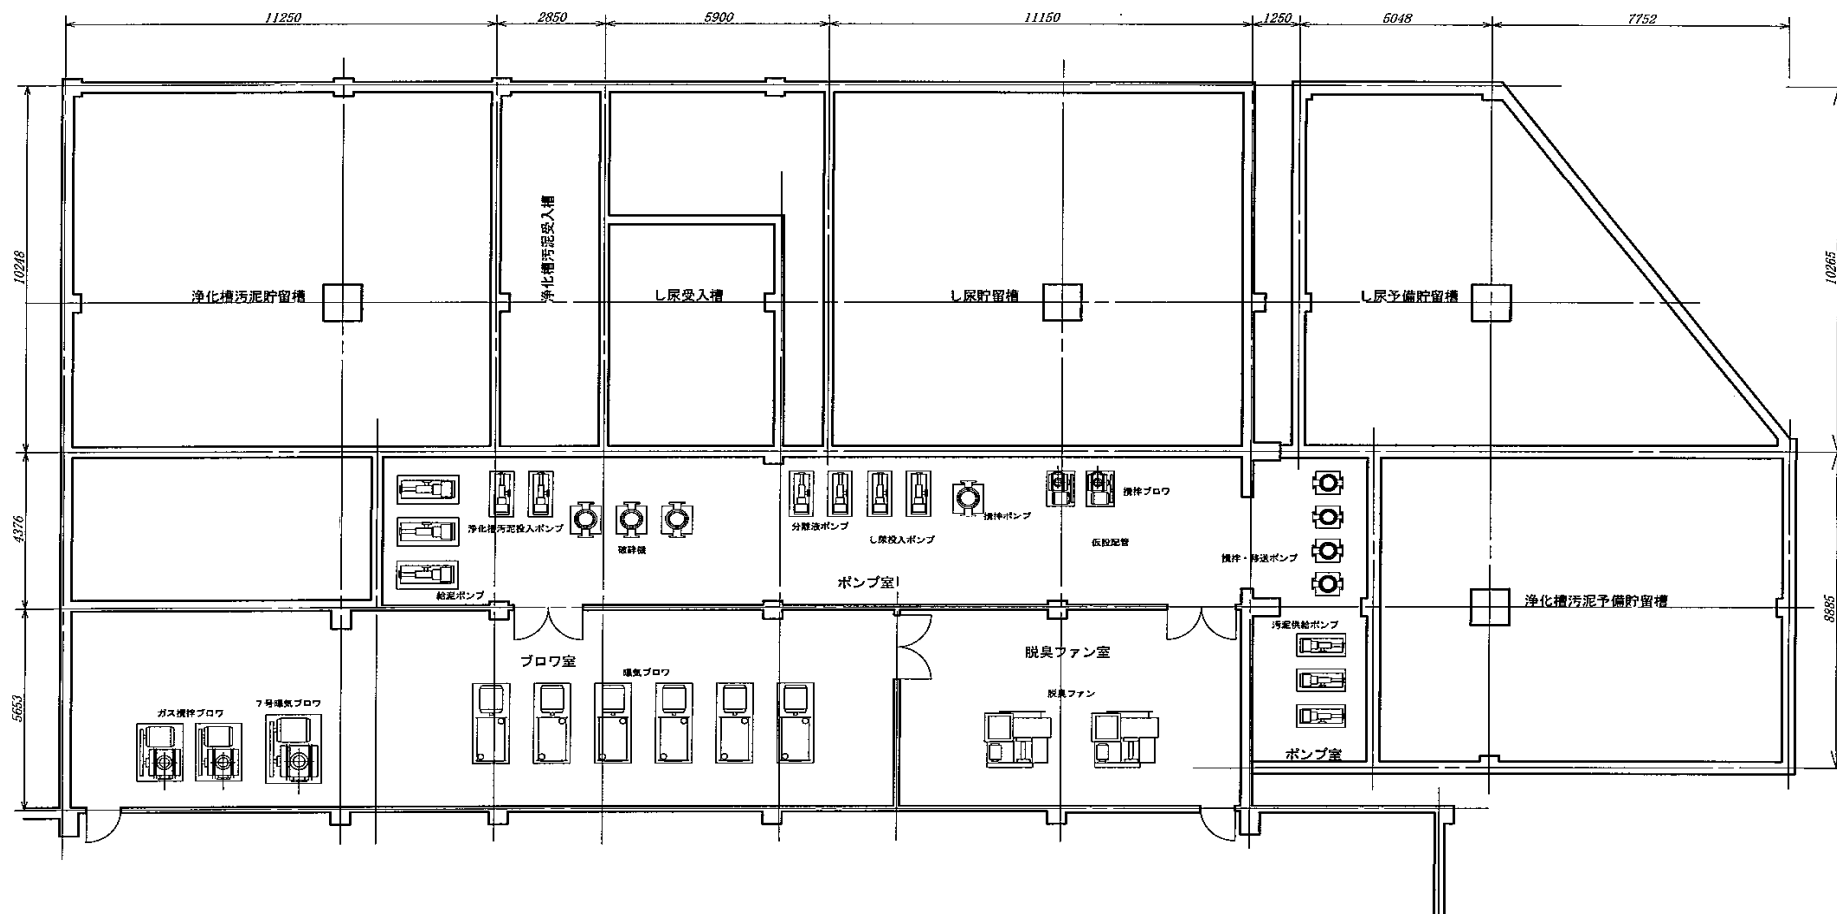 11250
2850
5900
11150
1250
5048
7752
10248
10265
浄化槽汚泥貯留槽
浄化槽汚泥受入槽
し尿受入槽
し尿貯留槽
し尿予備貯留槽
4376
浄化槽汚泥投入ポンプ
破砕機
給泥ポンプ
分離液ポンプ
し尿投入ポンプ
撹拌ポンプ
撹拌ブロワ
仮設配管
撹拌・移送ポンプ
ポンプ室
浄化槽汚泥予備貯留槽
8885
汚泥供給ポンプ
ポンプ室
5653
ブロワ室
曝気ブロワ
ガス撹拌ブロワ
7号曝気ブロワ
脱臭ファン室
脱臭ファン